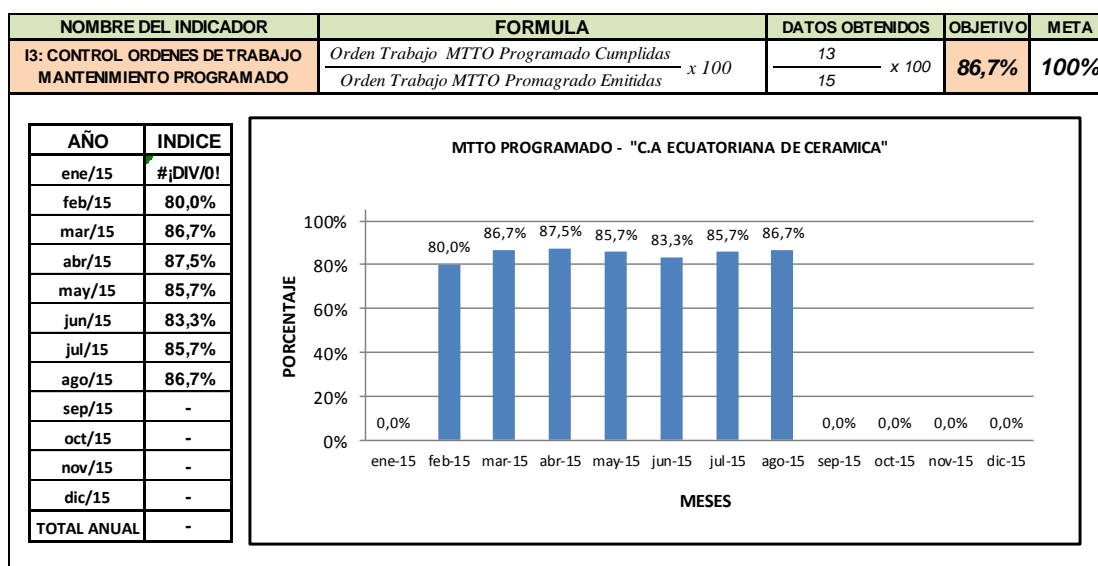 NOMBRE DEL INDICADOR FORMULA DATOS OBTENIDOS OBJETIVO META
I3: CONTROL ORDENES DE TRABAJO MANTENIMIENTO PROGRAMADO
Orden Trabajo MTTO Programado Cumplidas
Orden Trabajo MTTO Promagrado Emitidas
x 100
13
15
x 100
86,7% 100%
AÑO INDICE
ene/15 #¡DIV/0!
feb/15 80,0%
mar/15 86,7%
abr/15 87,5%
may/15 85,7%
jun/15 83,3%
jul/15 85,7%
ago/15 86,7%
sep/15 -
oct/15 -
nov/15 -
dic/15 -
TOTAL ANUAL -
MTTO PROGRAMADO - "C.A ECUATORIANA DE CERAMICA"
PORCENTAJE
100%
80%
60%
40%
20%
0%
0,0% 80,0% 86,7% 87,5% 85,7% 83,3% 85,7% 86,7% 0,0% 0,0% 0,0% 0,0%
ene-15 feb-15 mar-15 abr-15 may-15 jun-15 jul-15 ago-15 sep-15 oct-15 nov-15 dic-15
MESES